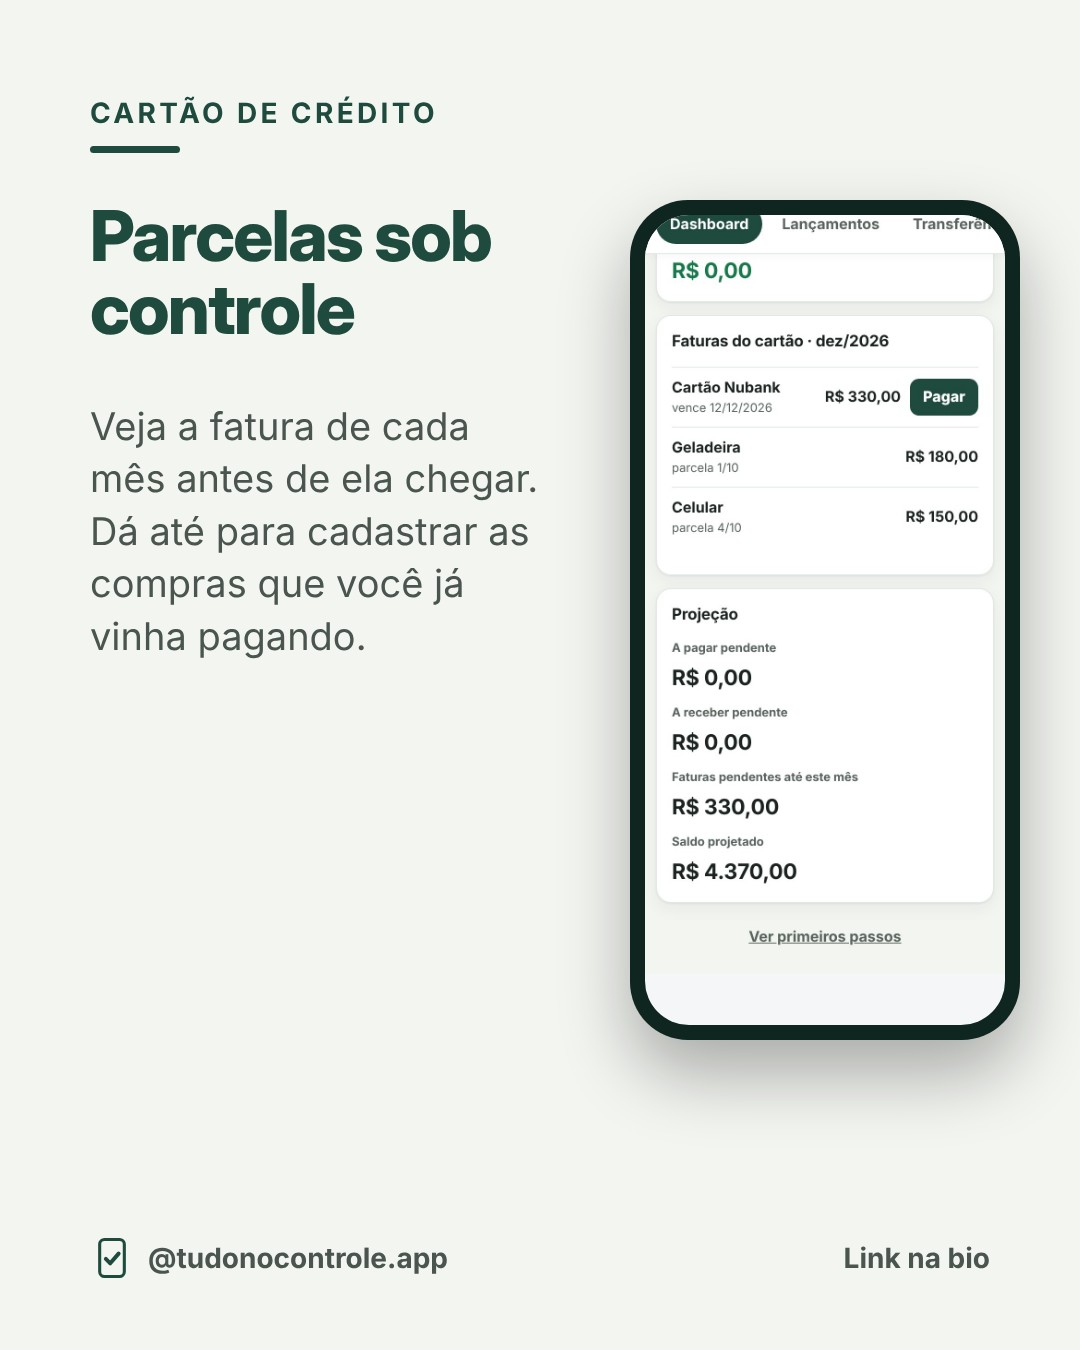 CARTÃO DE CRÉDITO
Parcelas sob
controle
Veja a fatura de cada
mês antes de ela chegar.
Dá até para cadastrar as
compras que você já
vinha pagando.
Dashboard Lançamentos Transferên
R$ 0,00
Faturas do cartão · dez/2026
Cartão Nubank R$ 330,00 Pagar
vence 12/12/2026
Geladeira R$ 180,00
parcela 1/10
Celular R$ 150,00
parcela 4/10
Projeção
A pagar pendente
R$ 0,00
A receber pendente
R$ 0,00
Faturas pendentes até este mês
R$ 330,00
Saldo projetado
R$ 4.370,00
Ver primeiros passos
@tudonocontrole.app Link na bio